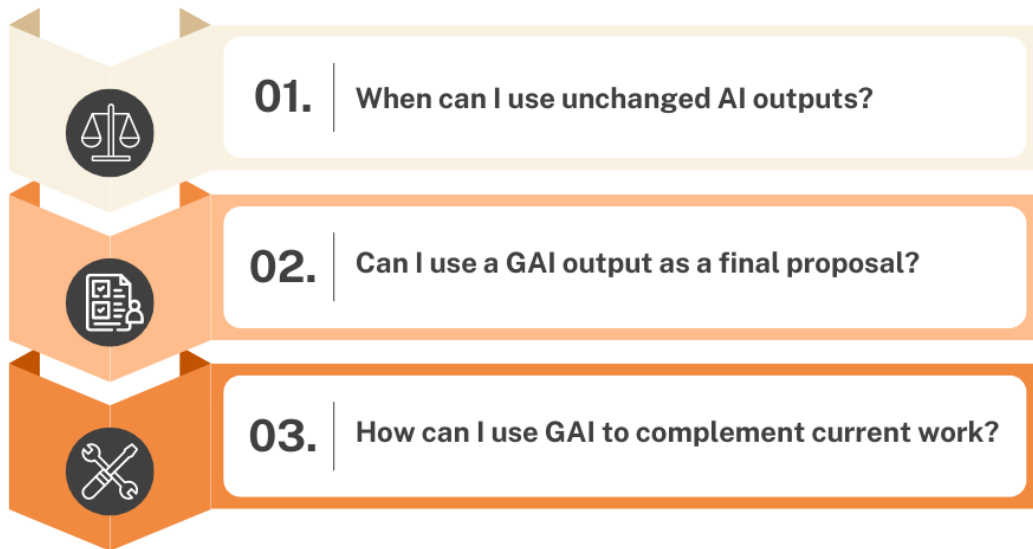 01. When can I use unchanged AI outputs?
02. Can I use a GAI output as a final proposal?
03. How can I use GAI to complement current work?